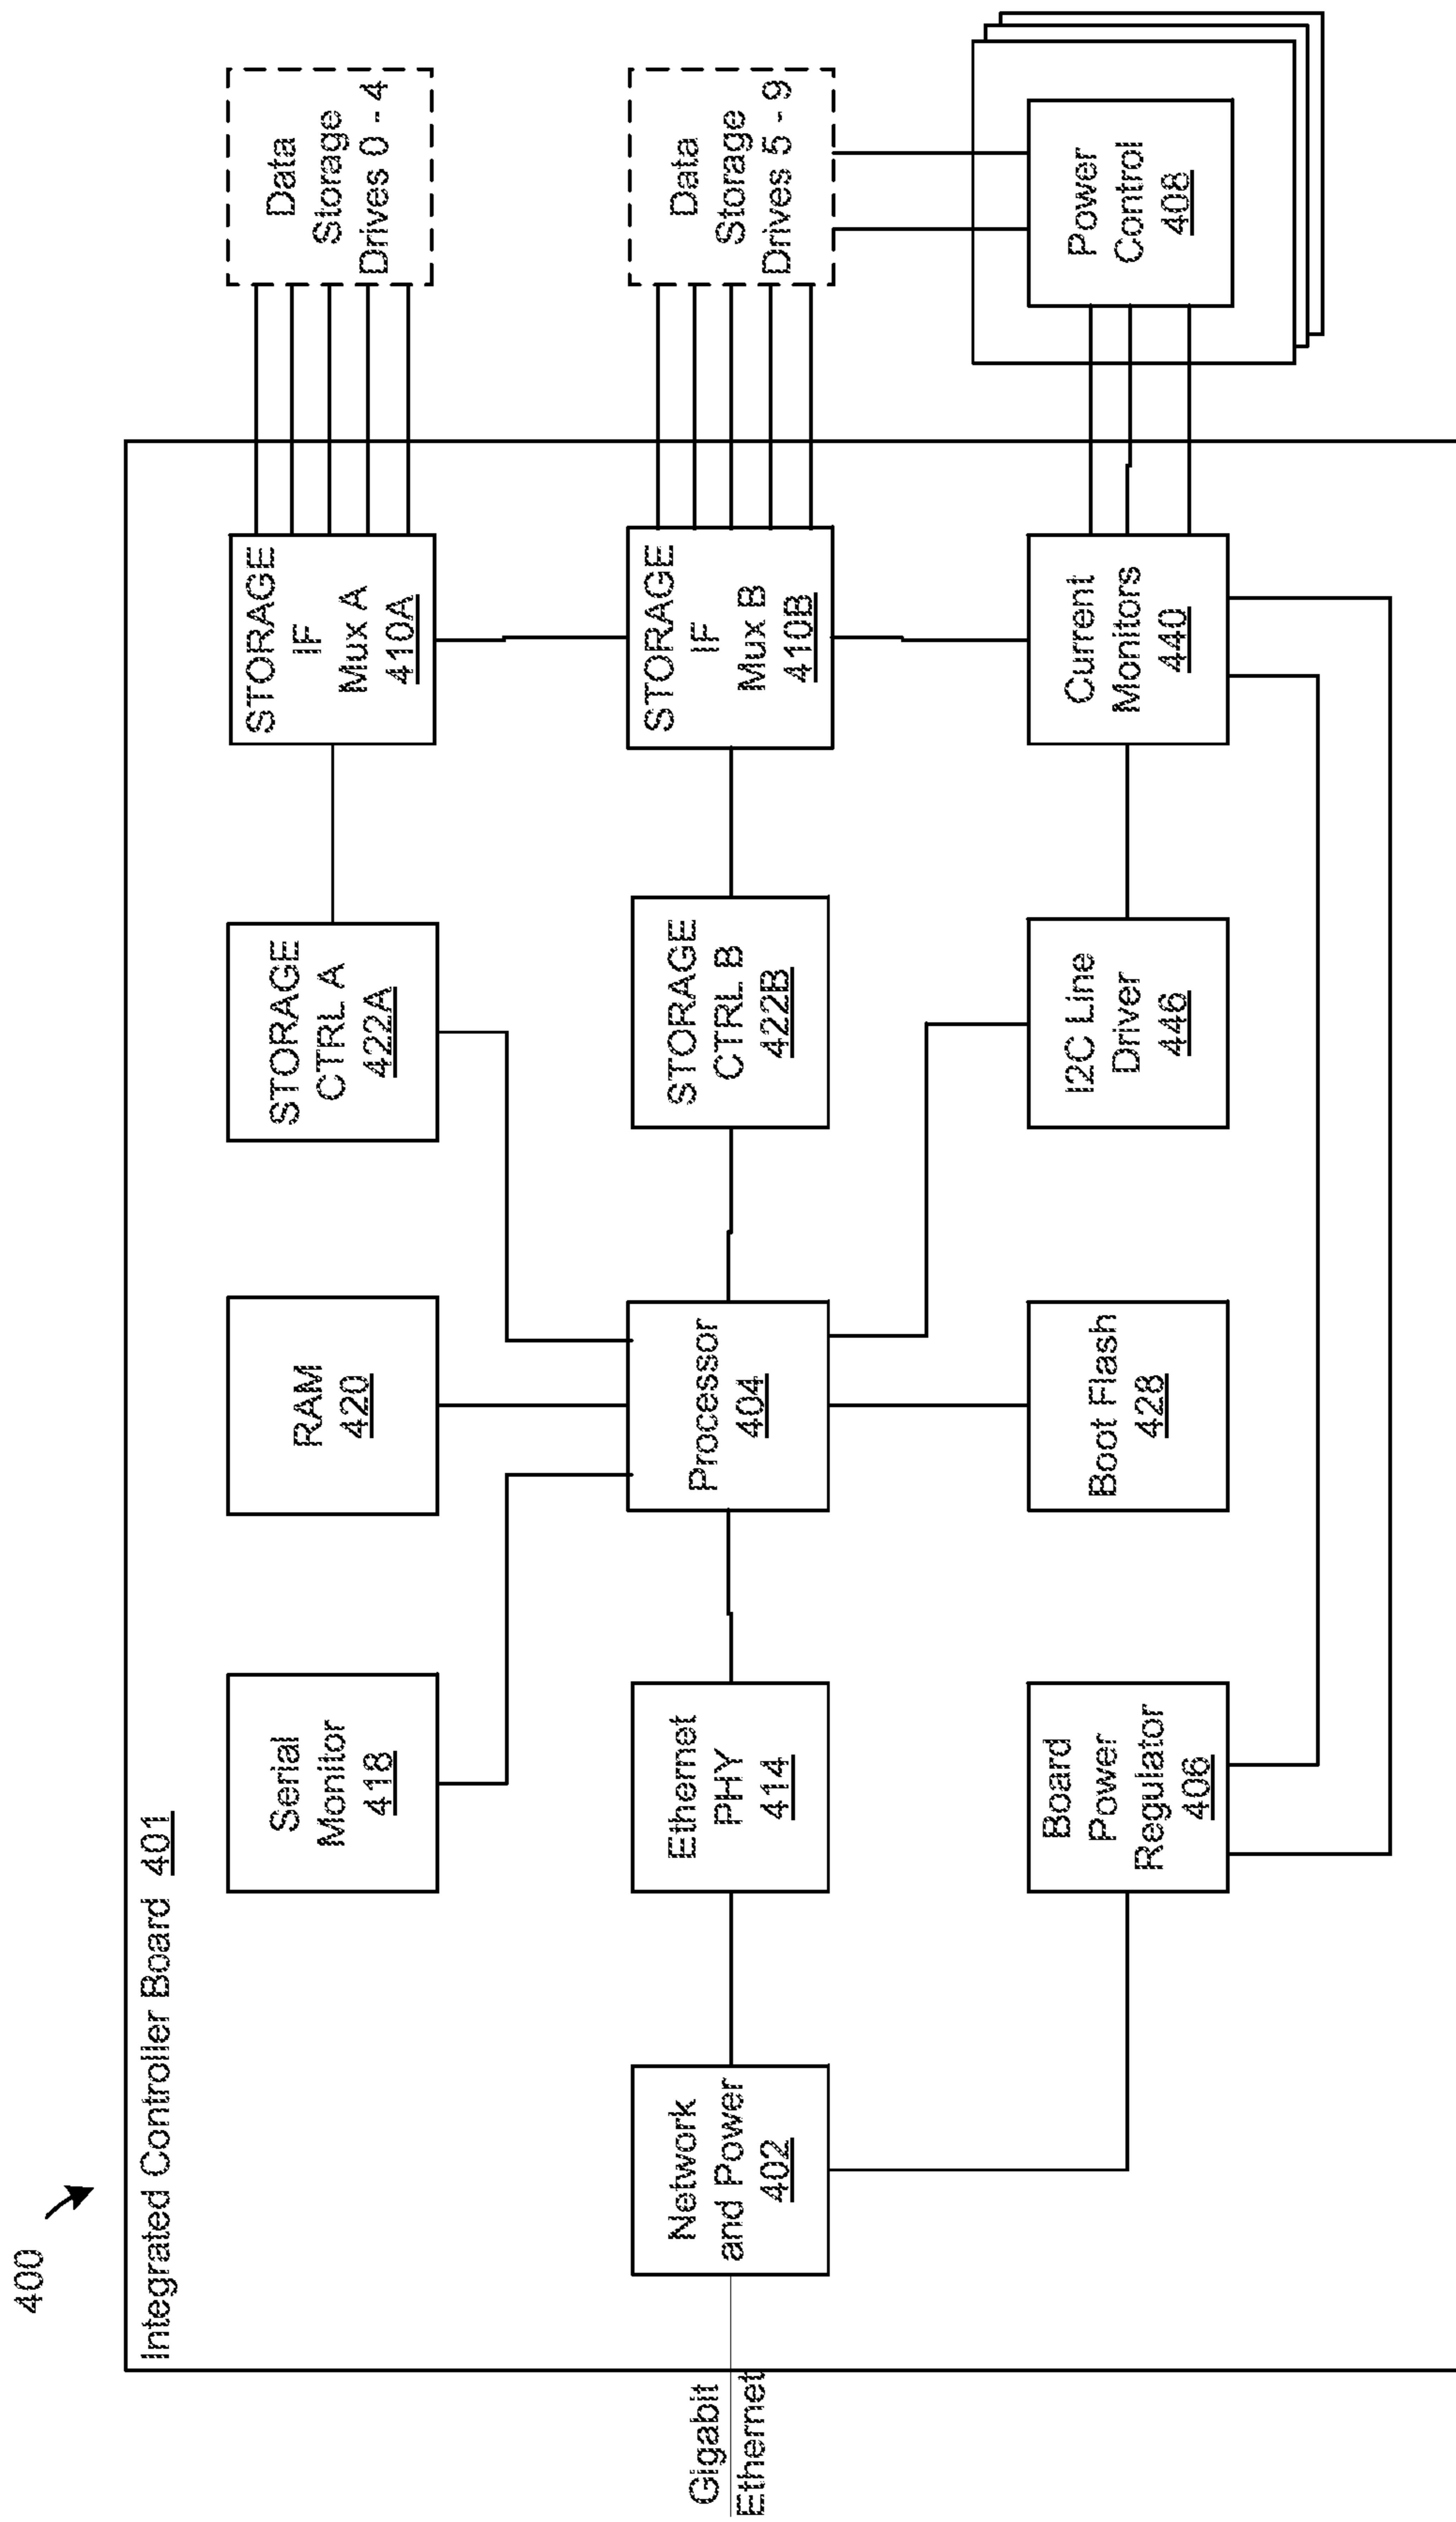 400
Integrated Controller Board 401
Gigabit
Ethernet
Network
and Power
402
Serial
Monitor
418
Ethernet
PHY
414
Board
Power
Regulator
406
RAM
420
Processor
404
Boot Flash
428
STORAGE
CTRL A
422A
STORAGE
CTRL B
422B
I2C Line
Driver
446
STORAGE
IF
Mux A
410A
STORAGE
IF
Mux B
410B
Current
Monitors
440
Data
Storage
Drives 0 - 4
Data
Storage
Drives 5 - 9
Power
Control
408